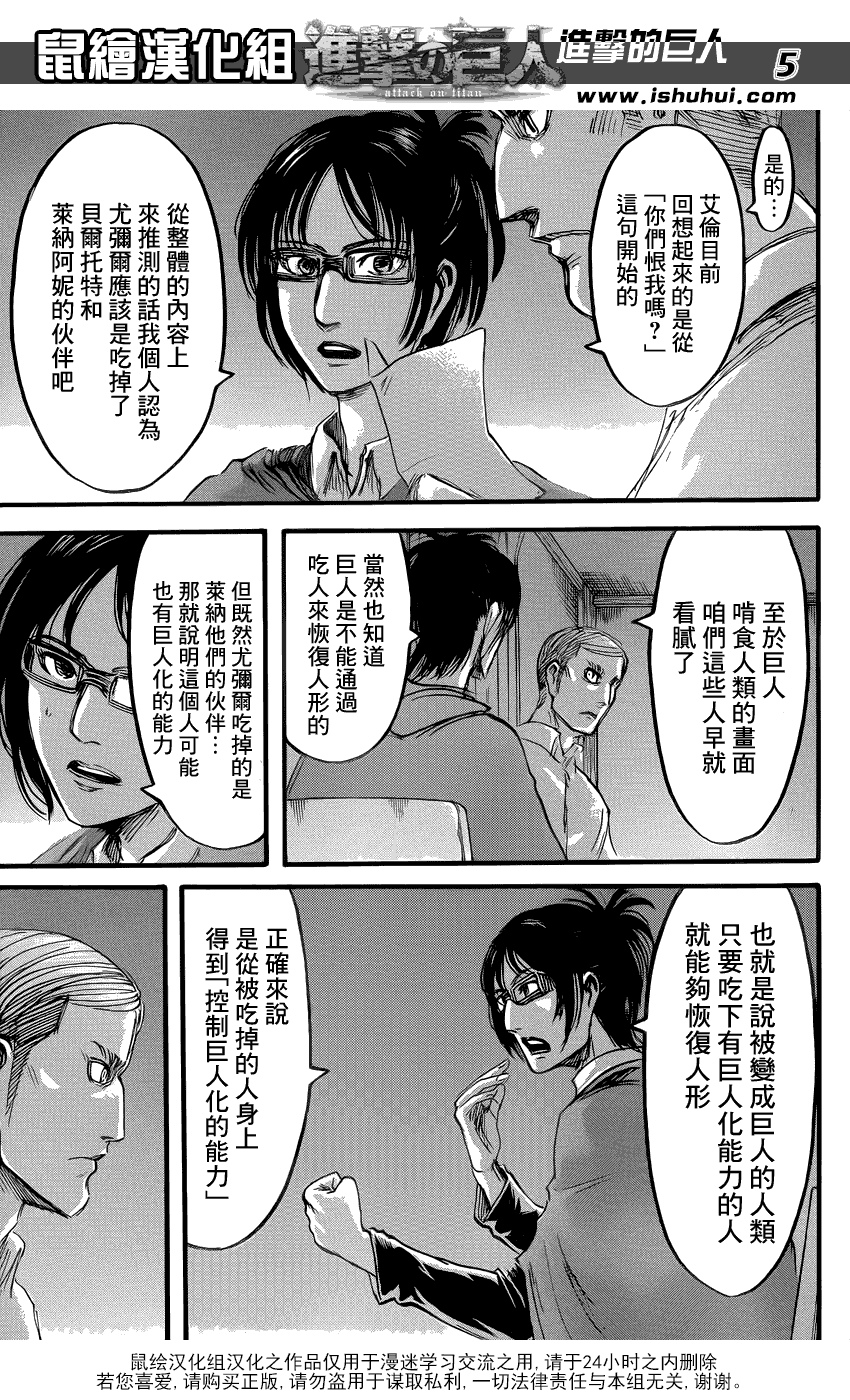 鼠繪漢化組
進撃の巨人
attack on titan
進擊的巨人
5
www.ishuhui.com
是的…
艾倫目前
回想起來的是從
「你們恨我嗎？」
這句開始的
從整體的內容上
來推測的話我個人認為
尤彌爾應該是吃掉了
貝爾托特和
萊納阿妮的伙伴吧
至於巨人
啃食人類的畫面
咱們這些人早就
看膩了
當然也知道
巨人是不能通過
吃人來恢復人形的
但既然尤彌爾吃掉的是
萊納他們的伙伴…
那就說明這個人可能
也有巨人化的能力
也就是說被變成巨人的人類
只要吃下有巨人化能力的人
就能夠恢復人形
正確來說
是從被吃掉的人身上
得到「控制巨人化的能力」
鼠绘汉化组汉化之作品仅用于漫迷学习交流之用, 请于24小时之内删除
若您喜爱, 请购买正版, 请勿盗用于谋取私利, 一切法律责任与本组无关, 谢谢。